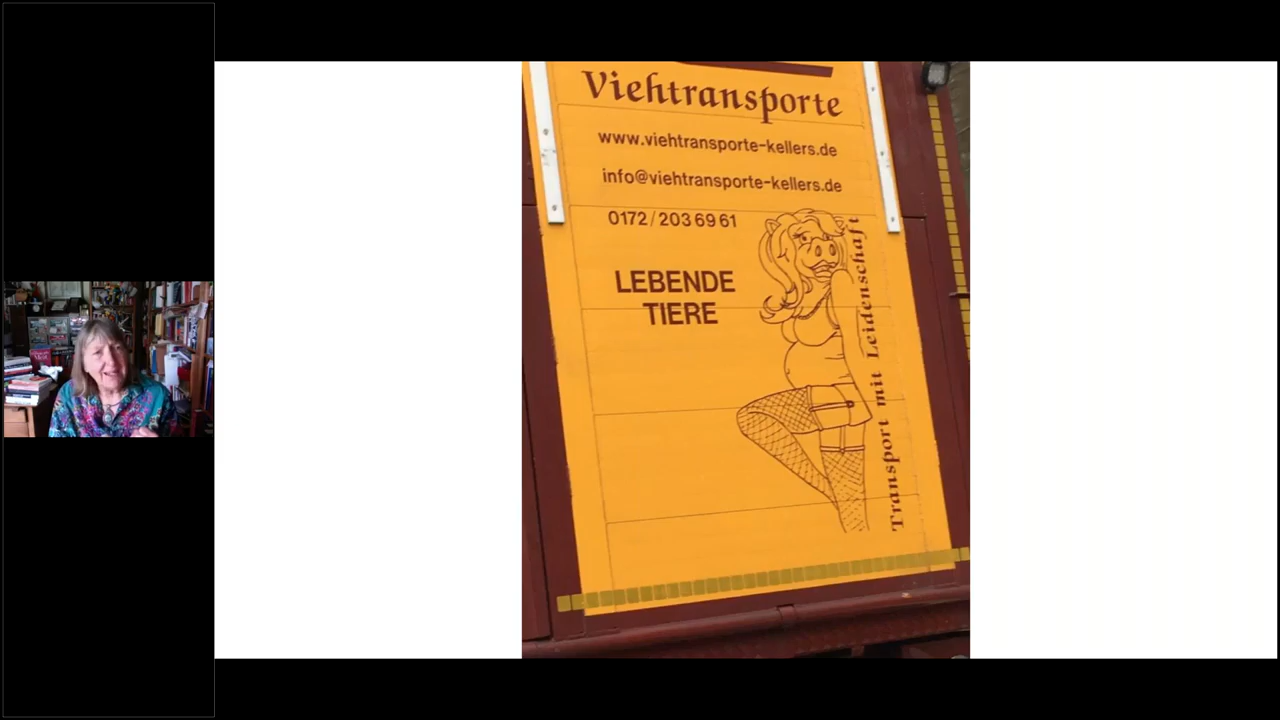 Viehtransporte
www.viehtransporte-kellers.de
info@viehtransporte-kellers.de
0172/2036961
LEBENDE
TIERE
Transport mit Leidenschaft